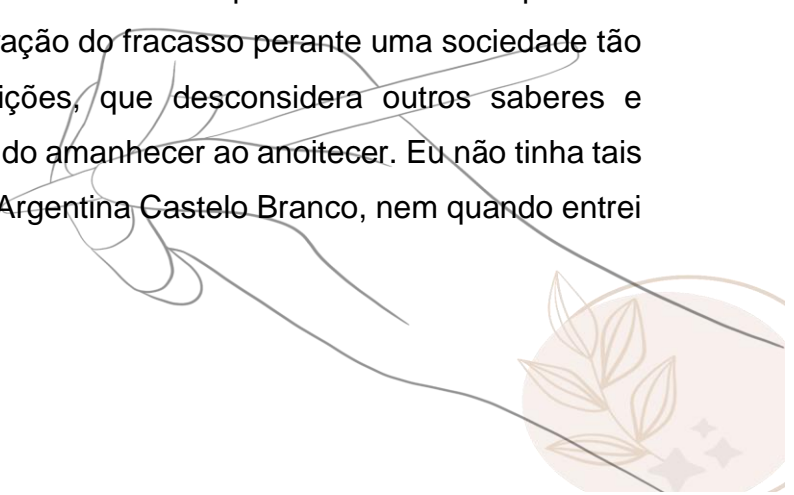 ação do fracasso perante uma sociedade tão
ições, que desconsidera outros saberes e
do amanhecer ao anoitecer. Eu não tinha tais
Argentina Castelo Branco, nem quando entrei